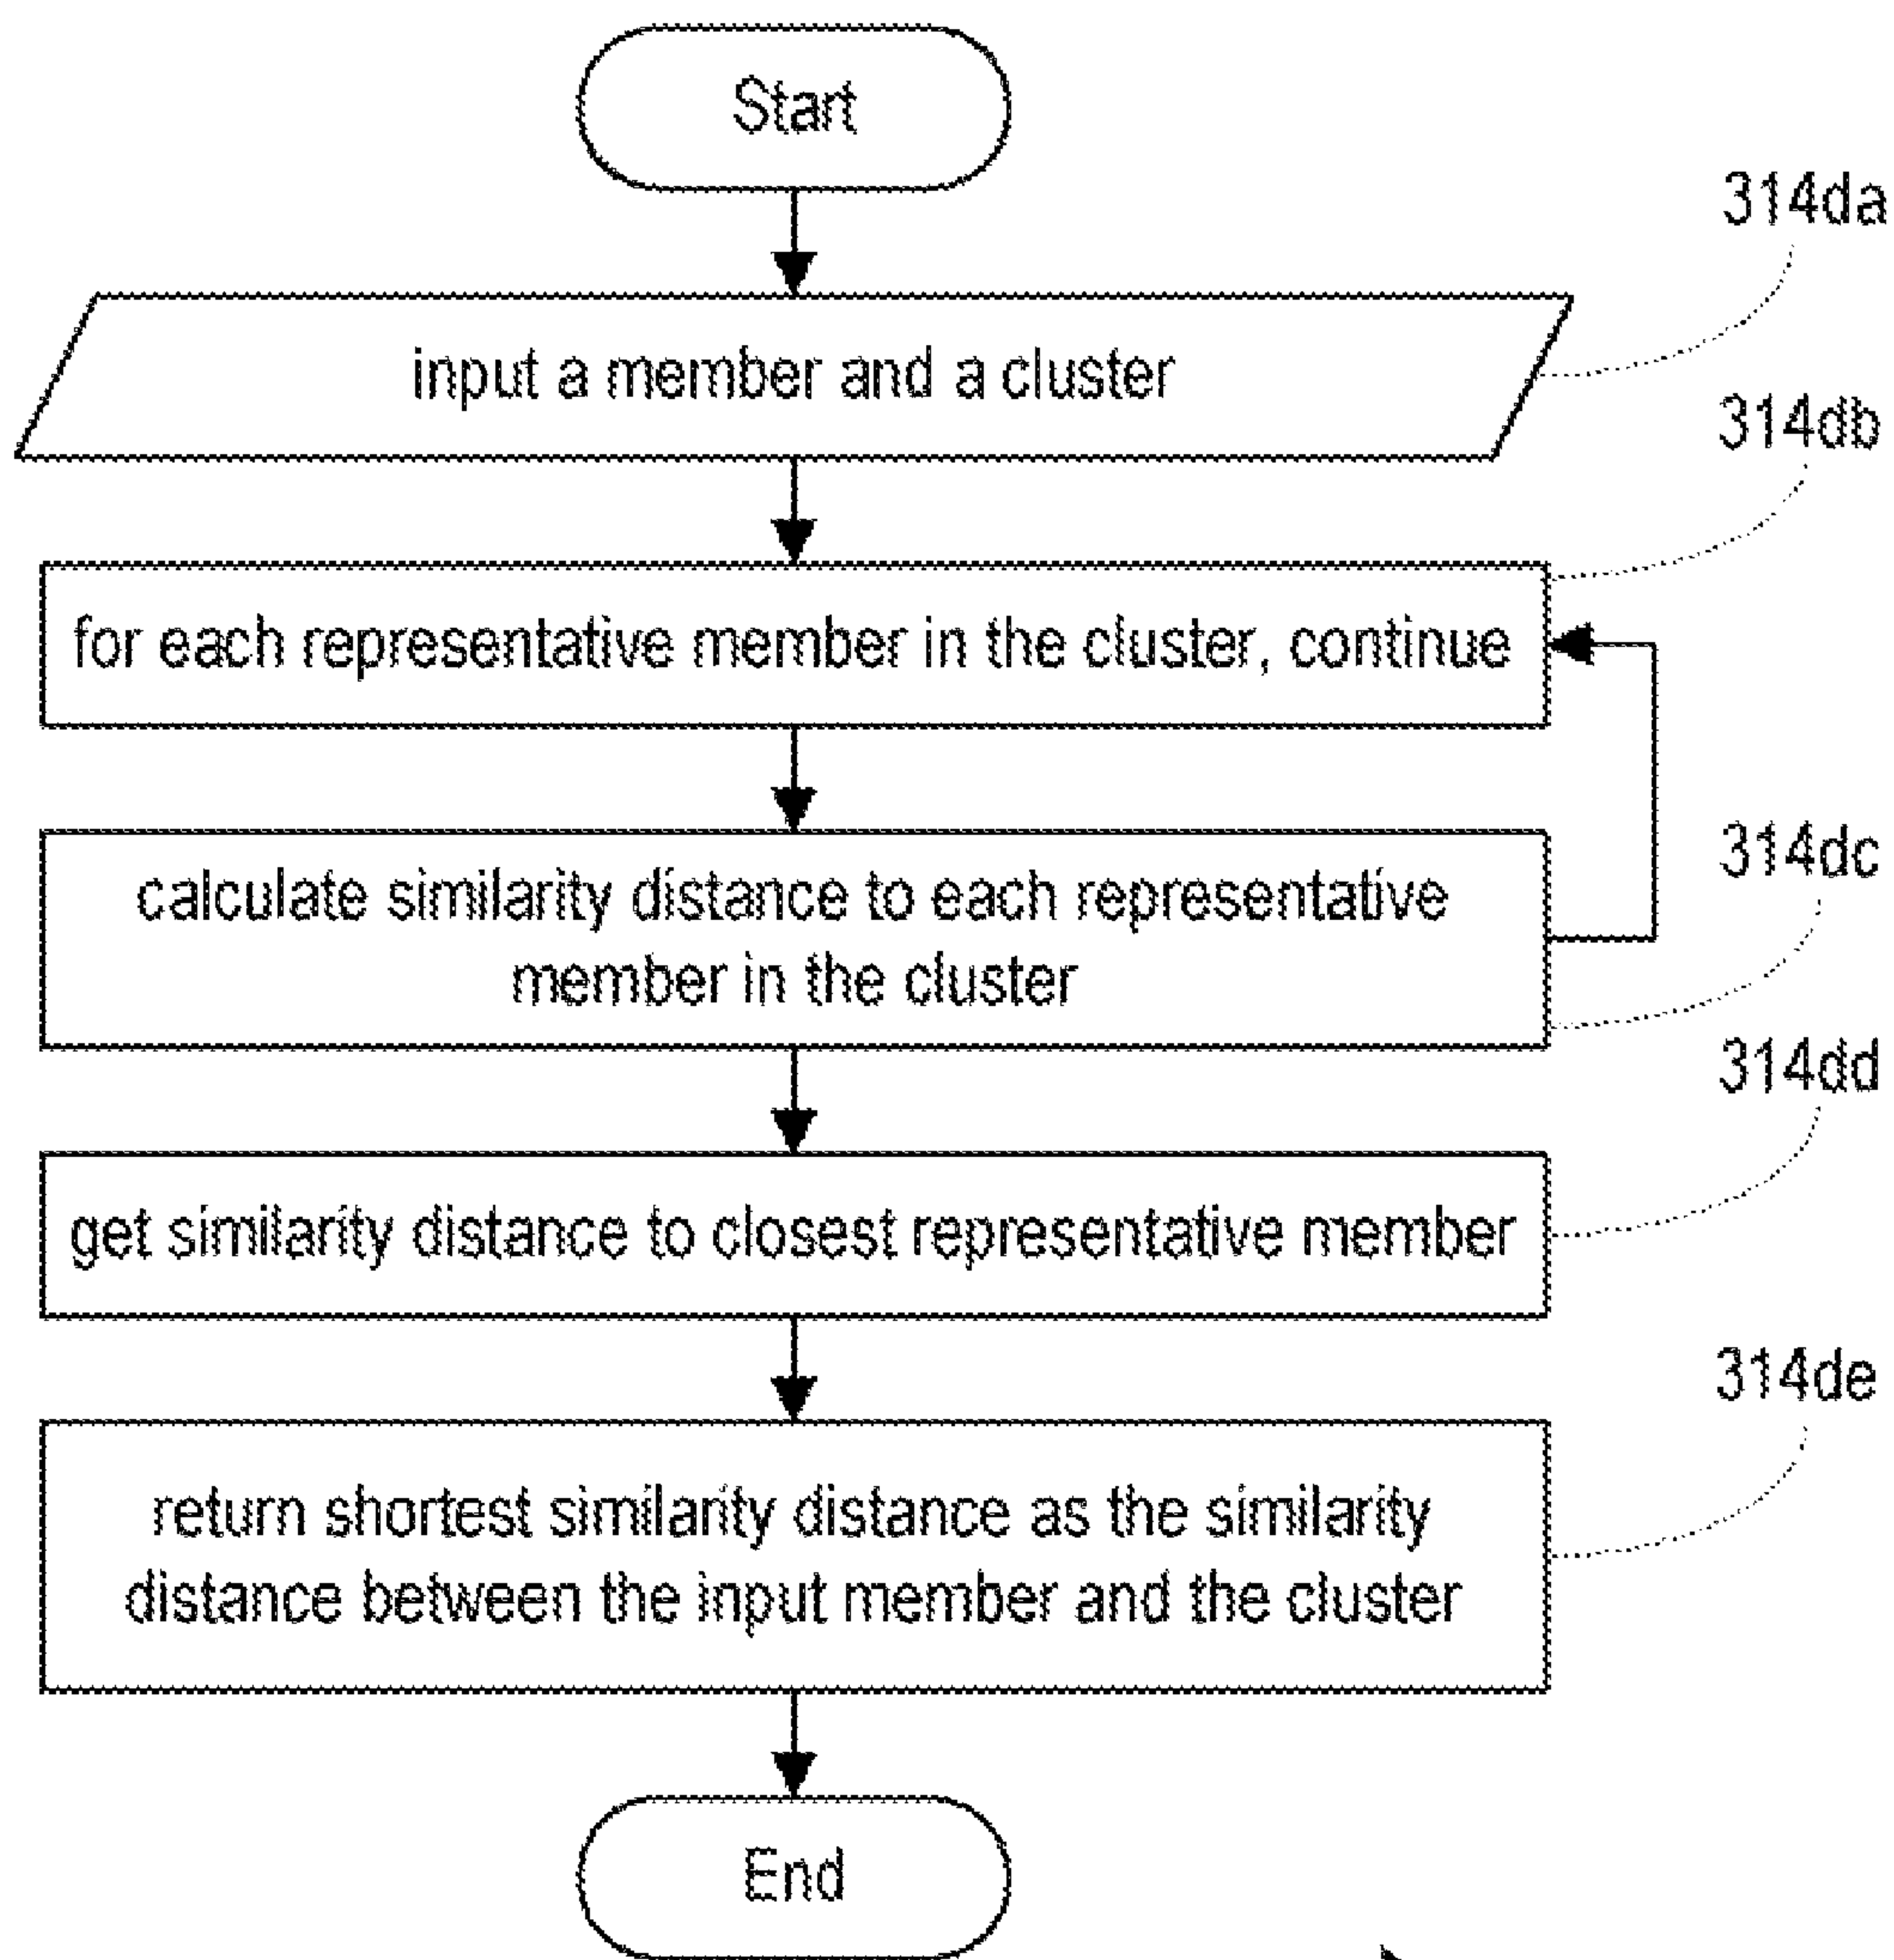 Start
314da
input a member and a cluster
314db
for each representative member in the cluster, continue
314dc
calculate similarity distance to each representative
member in the cluster
314dd
get similarity distance to closest representative member
314de
return shortest similarity distance as the similarity
distance between the input member and the cluster
End